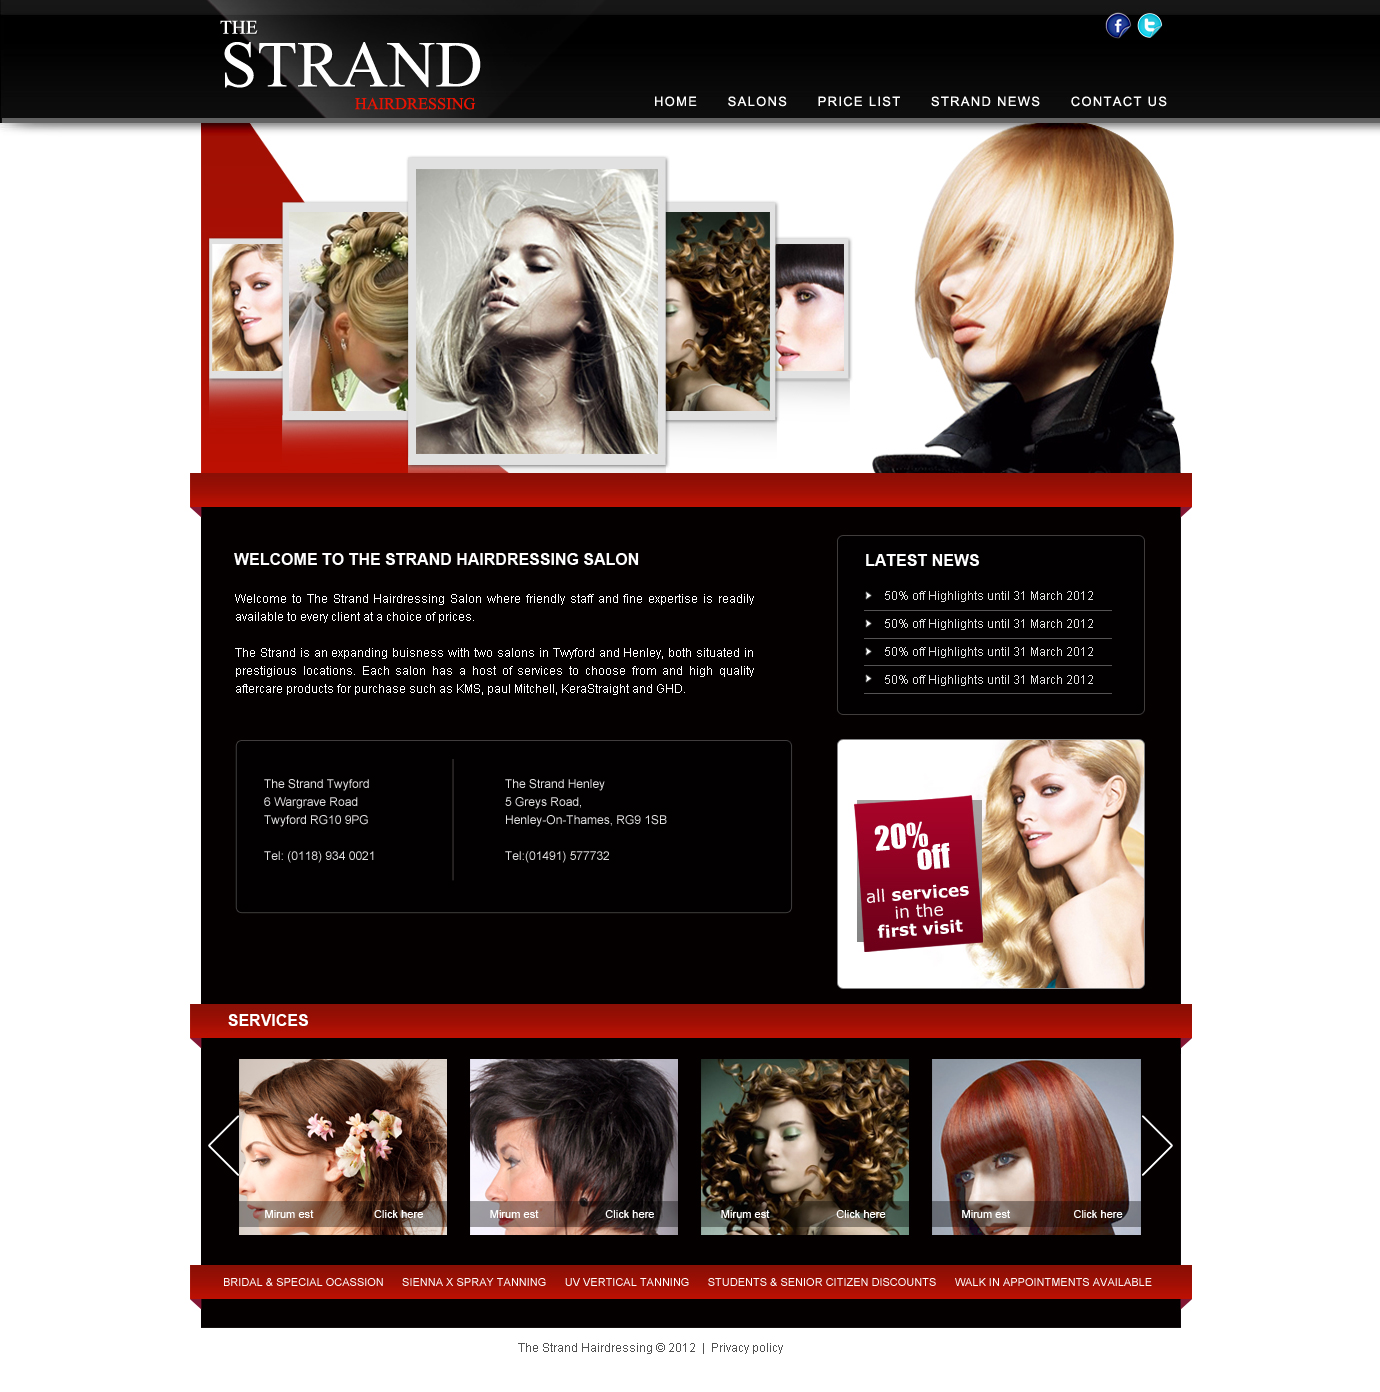 THE
STRAND
HAIRDRESSING
f t
HOME SALONS PRICE LIST STRAND NEWS CONTACT US
WELCOME TO THE STRAND HAIRDRESSING SALON
Welcome to The Strand Hairdressing Salon where friendly staff and fine expertise is readily
available to every client at a choice of prices.
The Strand is an expanding buisness with two salons in Twyford and Henley, both situated in
prestigious locations. Each salon has a host of services to choose from and high quality
aftercare products for purchase such as KMS, paul Mitchell, KeraStraight and GHD.
LATEST NEWS
50% off Highlights until 31 March 2012
50% off Highlights until 31 March 2012
50% off Highlights until 31 March 2012
50% off Highlights until 31 March 2012
The Strand Twyford
6 Wargrave Road
Twyford RG10 9PG
Tel: (0118) 934 0021
The Strand Henley
5 Greys Road,
Henley-On-Thames, RG9 1SB
Tel:(01491) 577732
20%
off
all services
in the
first visit
SERVICES
Mirum est Click here
Mirum est Click here
Mirum est Click here
Mirum est Click here
BRIDAL & SPECIAL OCASSION SIENNA X SPRAY TANNING UV VERTICAL TANNING STUDENTS & SENIOR CITIZEN DISCOUNTS WALK IN APPOINTMENTS AVAILABLE
The Strand Hairdressing © 2012 | Privacy policy